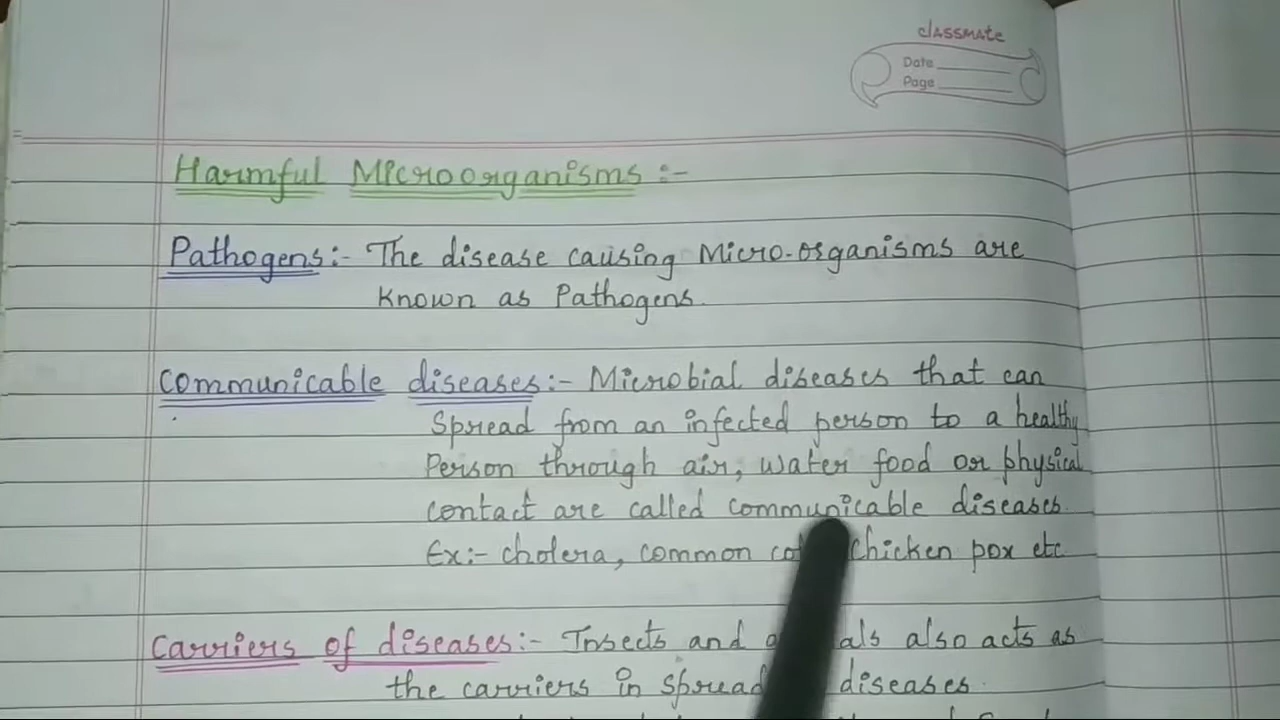 classmate
Date
Page
Harmful Microorganisms :-
Pathogens :- The disease causing Micro-organisms are
known as Pathogens.
Communicable diseases :- Microbial diseases that can
Spread from an infected person to a healthy
Person through air, water food or physical
contact are called communicable diseases.
Ex:- cholera, common chicken pox etc
Carriers of diseases :- Insects and also acts as
the carriers in spread diseases.